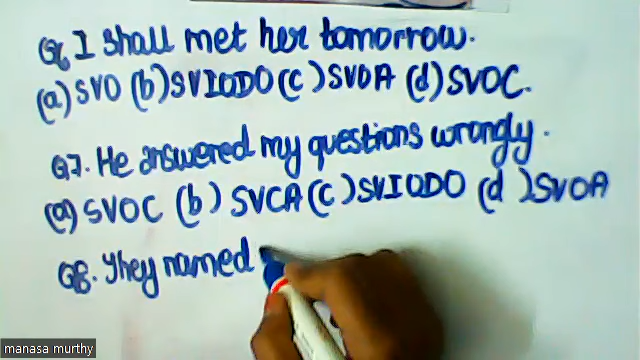 Q6 I shall met her tomorrow.
(a) SVO (b) SVIODO (c) SVOA (d) SVOC.
Q7. He answered my questions wrongly.
(a) SVOC (b) SVCA (c) SVIODO (d) SVOA
Q8. They named
manasa murthy